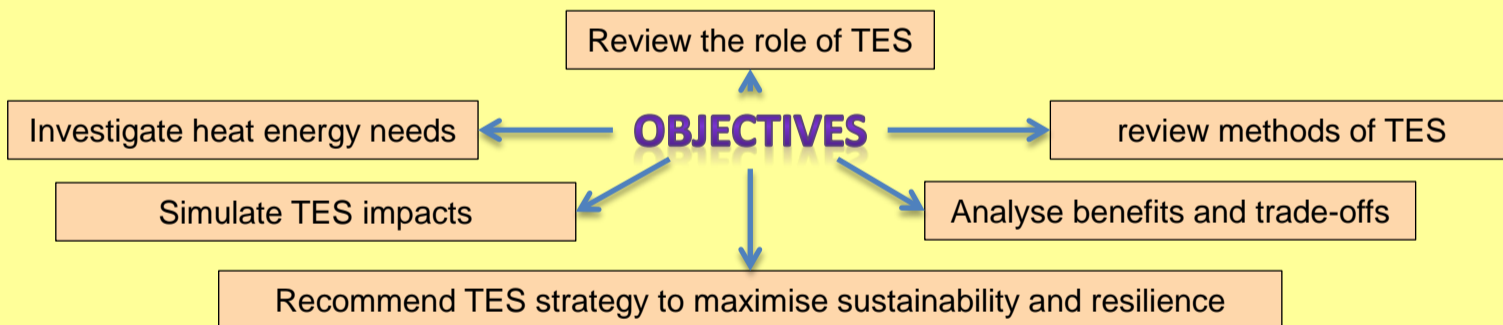 Review the role of TES
Investigate heat energy needs
OBJECTIVES
review methods of TES
Simulate TES impacts
Analyse benefits and trade-offs
Recommend TES strategy to maximise sustainability and resilience